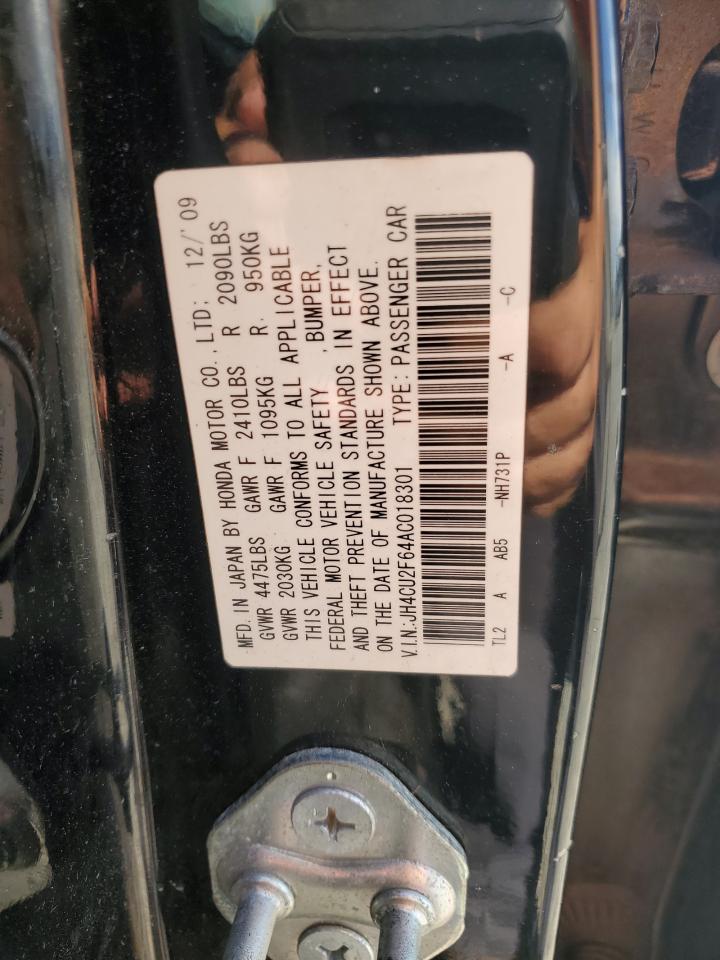 MFD. IN JAPAN BY HONDA MOTOR CO., LTD: 12/'09
GVWR 4475LBS GAWR F 2410LBS R 2090LBS
GVWR 2030KG GAWR F 1095KG R. 950KG
THIS VEHICLE CONFORMS TO ALL APPLICABLE
FEDERAL MOTOR VEHICLE SAFETY , BUMPER,
AND THEFT PREVENTION STANDARDS IN EFFECT
ON THE DATE OF MANUFACTURE SHOWN ABOVE.
V.I.N.:JH4CU2F64AC018301 TYPE:PASSENGER CAR
TL2 A AB5 -NH731P -A -C